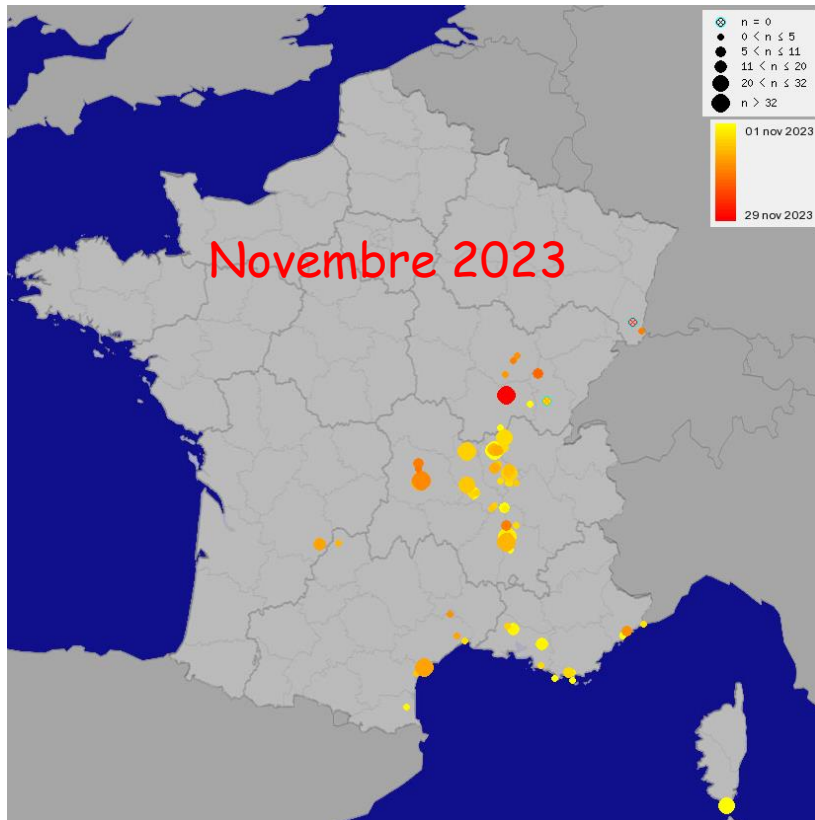 n = 0
0 < n ≤ 5
5 < n ≤ 11
11 < n ≤ 20
20 < n ≤ 32
n > 32
01 nov 2023
29 nov 2023
Novembre 2023